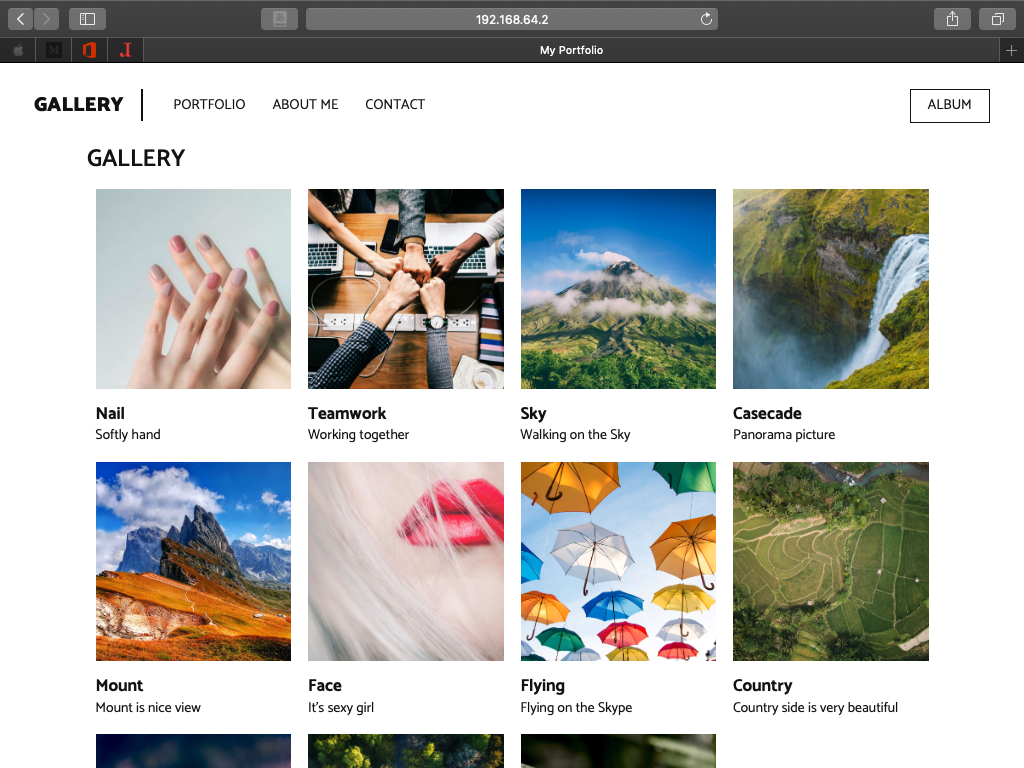 192.168.64.2
My Portfolio
GALLERY PORTFOLIO ABOUT ME CONTACT ALBUM
GALLERY
Nail Teamwork Sky Casecade
Softly hand Working together Walking on the Sky Panorama picture
Mount Face Flying Country
Mount is nice view It's sexy girl Flying on the Skype Country side is very beautiful